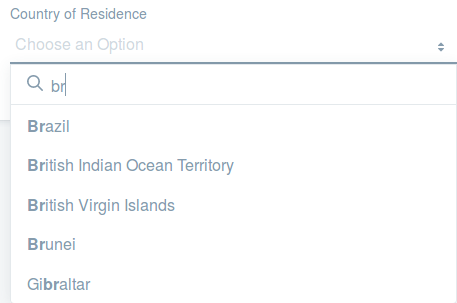 Country of Residence
Choose an Option
br
Brazil
British Indian Ocean Territory
British Virgin Islands
Brunei
Gibraltar